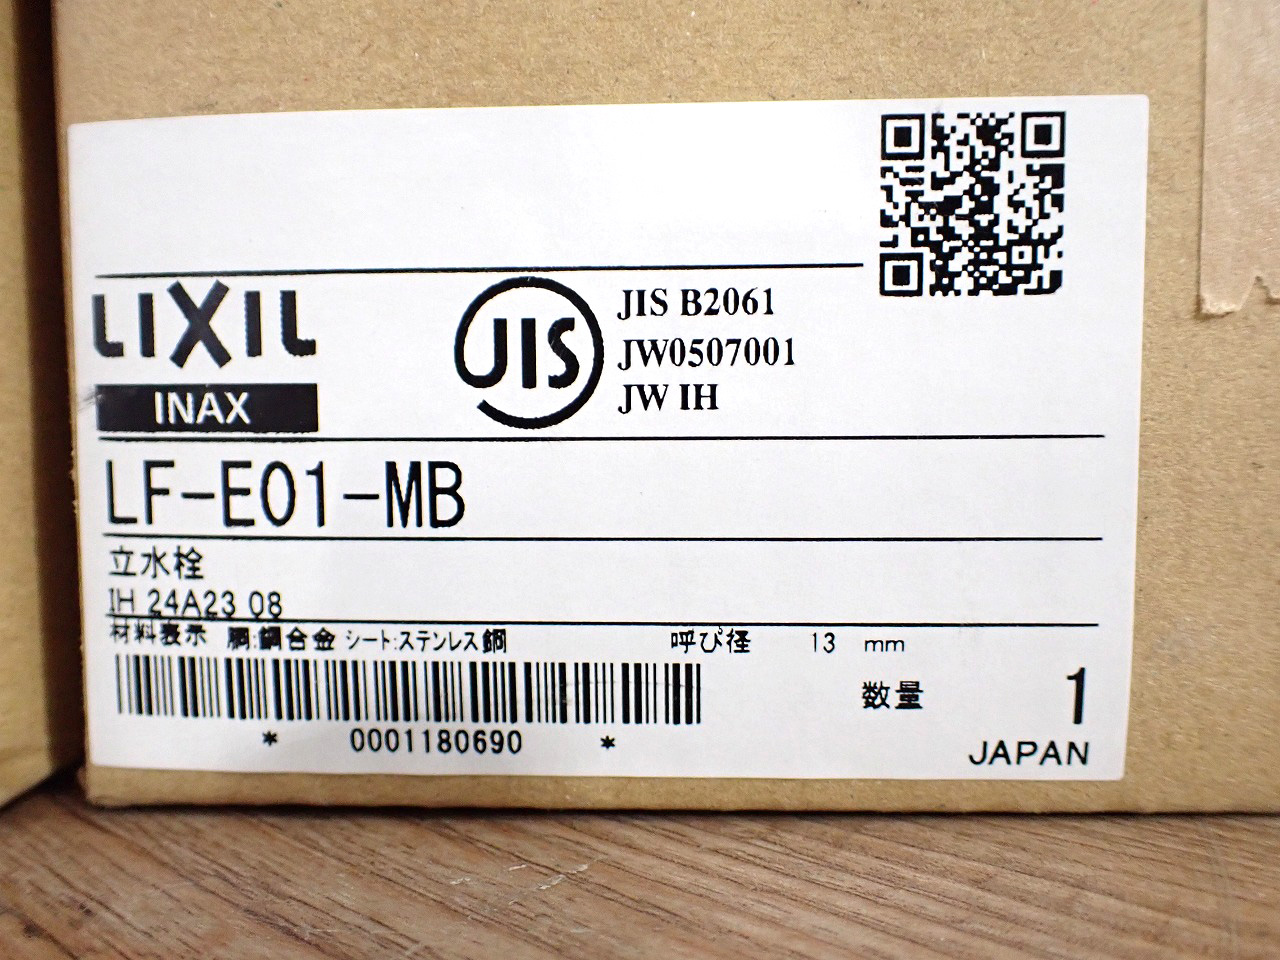 LIXIL
INAX
JIS
JIS B2061
JW0507001
JW IH
LF-E01-MB
立水栓
IH 24A23 08
材料表示 胴:銅合金 シート:ステンレス鋼 呼び径 13 mm
数量 1
* 0001180690 *
JAPAN